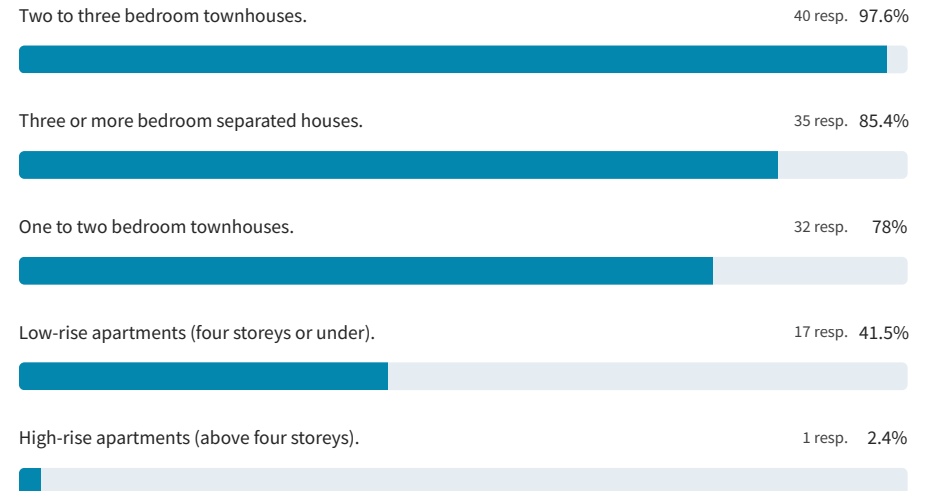 Two to three bedroom townhouses. 40 resp. 97.6%
Three or more bedroom separated houses. 35 resp. 85.4%
One to two bedroom townhouses. 32 resp. 78%
Low-rise apartments (four storeys or under). 17 resp. 41.5%
High-rise apartments (above four storeys). 1 resp. 2.4%